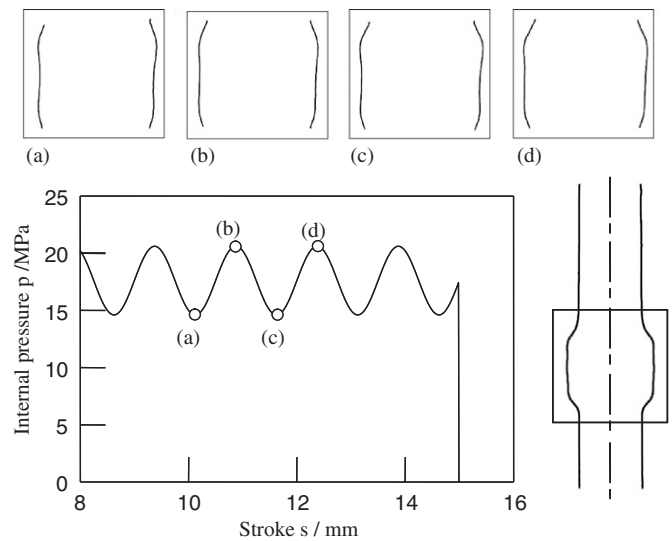 (a) (b) (c) (d)
25
20
15
10
5
0
Internal pressure p /MPa
(b) (d)
(a) (c)
8 10 12 14 16
Stroke s / mm